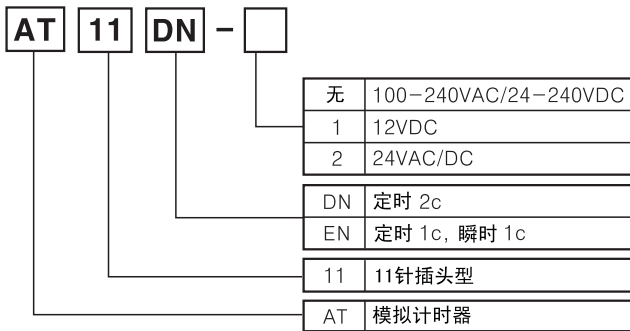 AT 11 DN -
无 100-240VAC/24-240VDC
1 12VDC
2 24VAC/DC
DN 定时 2c
EN 定时 1c, 瞬时 1c
11 11针插头型
AT 模拟计时器